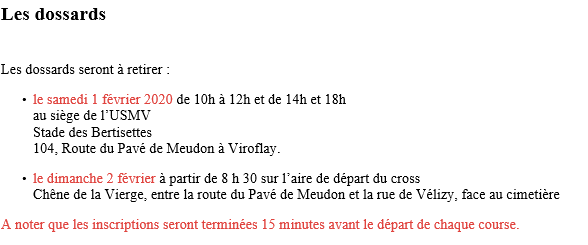 Les dossards
Les dossards seront à retirer :
• le samedi 1 février 2020 de 10h à 12h et de 14h et 18h
au siège de l’USMV
Stade des Bertisettes
104, Route du Pavé de Meudon à Viroflay.
• le dimanche 2 février à partir de 8 h 30 sur l’aire de départ du cross
Chêne de la Vierge, entre la route du Pavé de Meudon et la rue de Vélizy, face au cimetière
A noter que les inscriptions seront terminées 15 minutes avant le départ de chaque course.